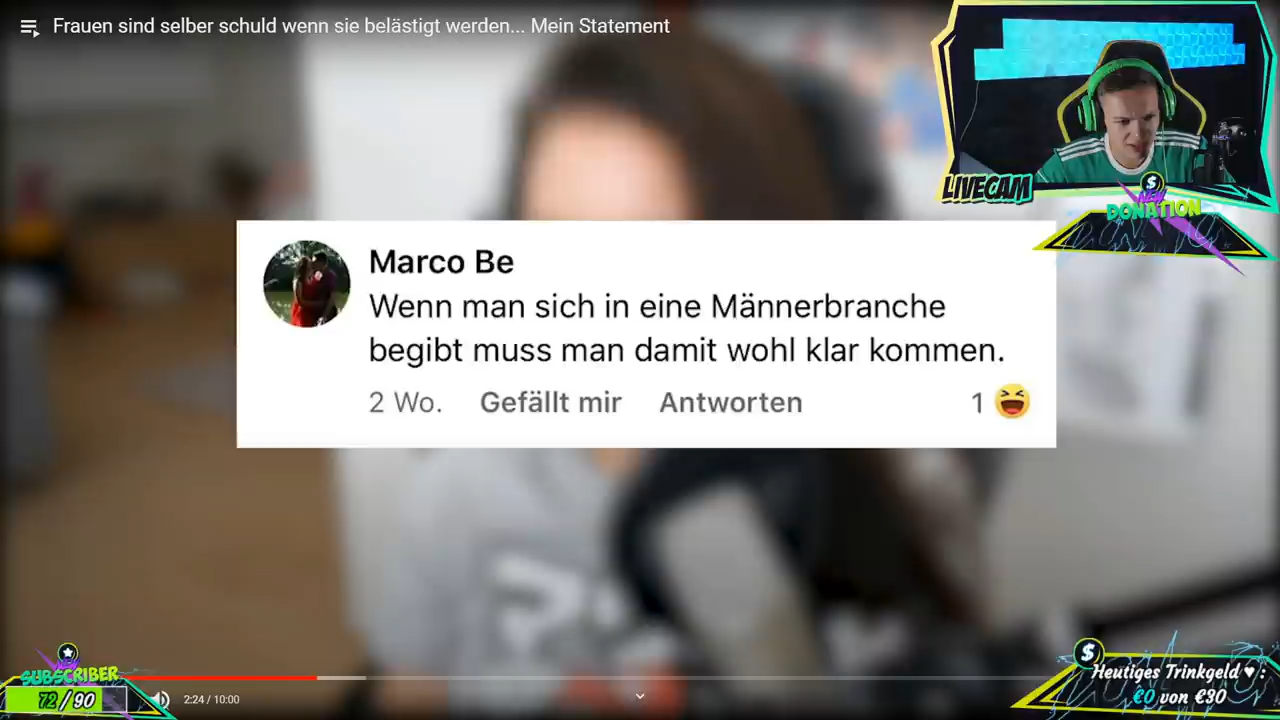 Frauen sind selber schuld wenn sie belästigt werden... Mein Statement
LIVECAM
$
NEW
DONATION
Marco Be
Wenn man sich in eine Männerbranche
begibt muss man damit wohl klar kommen.
2 Wo. Gefällt mir Antworten 1
NEW
SUBSCRIBER
72/90
2:24 / 10:00
$
Heutiges Trinkgeld ♥ :
€0 von €30